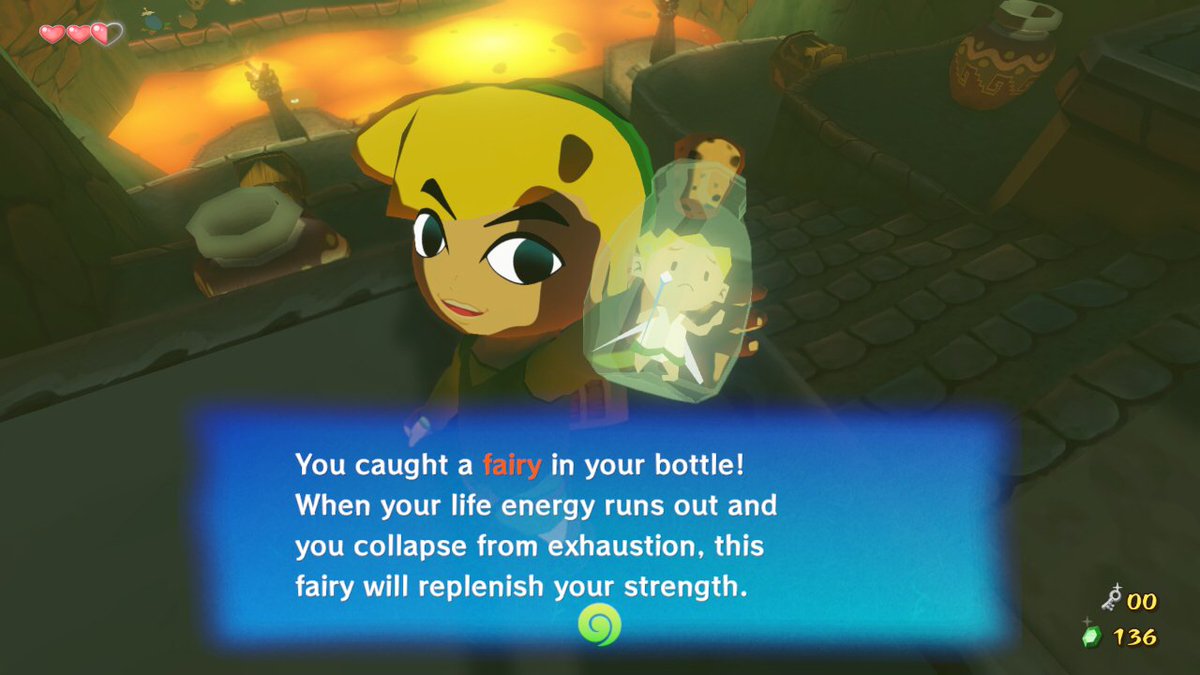 You caught a fairy in your bottle!
When your life energy runs out and
you collapse from exhaustion, this
fairy will replenish your strength.
00
136